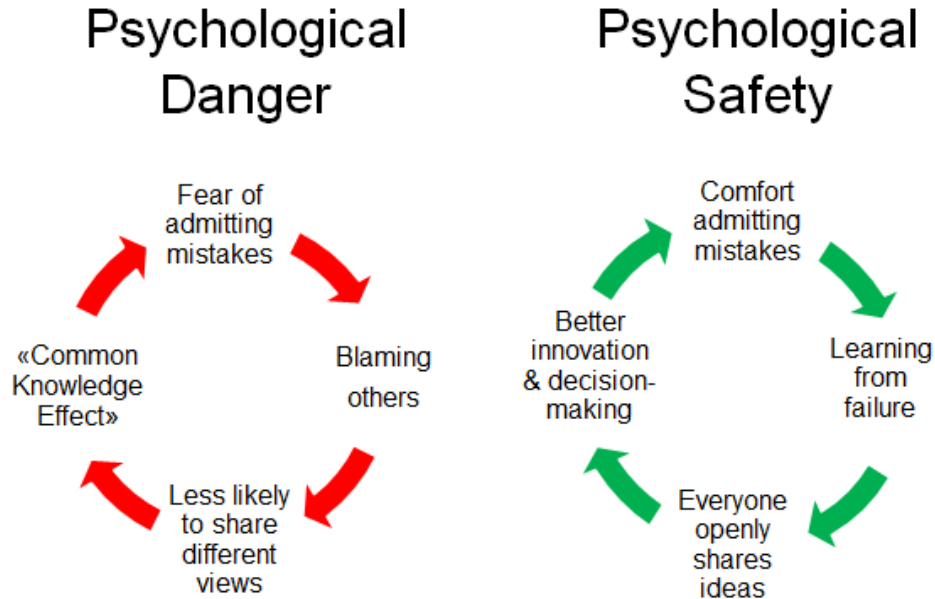 Psychological
Danger
Fear of
admitting
mistakes
Blaming
others
Less likely
to share
different
views
«Common
Knowledge
Effect»
Psychological
Safety
Comfort
admitting
mistakes
Learning
from
failure
Everyone
openly
shares
ideas
Better
innovation
& decision-
making